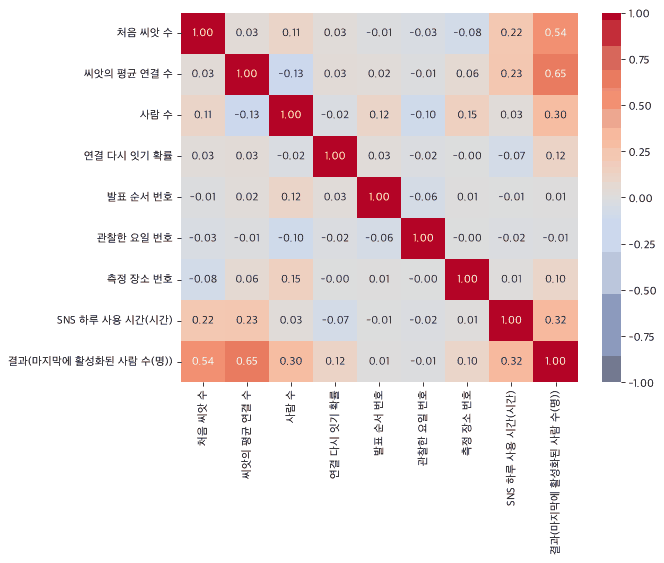 처음 씨앗 수 1.00 0.03 0.11 0.03 -0.01 -0.03 -0.08 0.22 0.54
씨앗의 평균 연결 수 0.03 1.00 -0.13 0.03 0.02 -0.01 0.06 0.23 0.65
사람 수 0.11 -0.13 1.00 -0.02 0.12 -0.10 0.15 0.03 0.30
연결 다시 잇기 확률 0.03 0.03 -0.02 1.00 0.03 -0.02 -0.00 -0.07 0.12
발표 순서 번호 -0.01 0.02 0.12 0.03 1.00 -0.06 0.01 -0.01 0.01
관찰한 요일 번호 -0.03 -0.01 -0.10 -0.02 -0.06 1.00 -0.00 -0.02 -0.01
측정 장소 번호 -0.08 0.06 0.15 -0.00 0.01 -0.00 1.00 0.01 0.10
SNS 하루 사용 시간(시간) 0.22 0.23 0.03 -0.07 -0.01 -0.02 0.01 1.00 0.32
결과(마지막에 활성화된 사람 수(명)) 0.54 0.65 0.30 0.12 0.01 -0.01 0.10 0.32 1.00
처음 씨앗 수
씨앗의 평균 연결 수
사람 수
연결 다시 잇기 확률
발표 순서 번호
관찰한 요일 번호
측정 장소 번호
SNS 하루 사용 시간(시간)
결과(마지막에 활성화된 사람 수(명))
1.00
0.75
0.50
0.25
0.00
-0.25
-0.50
-0.75
-1.00